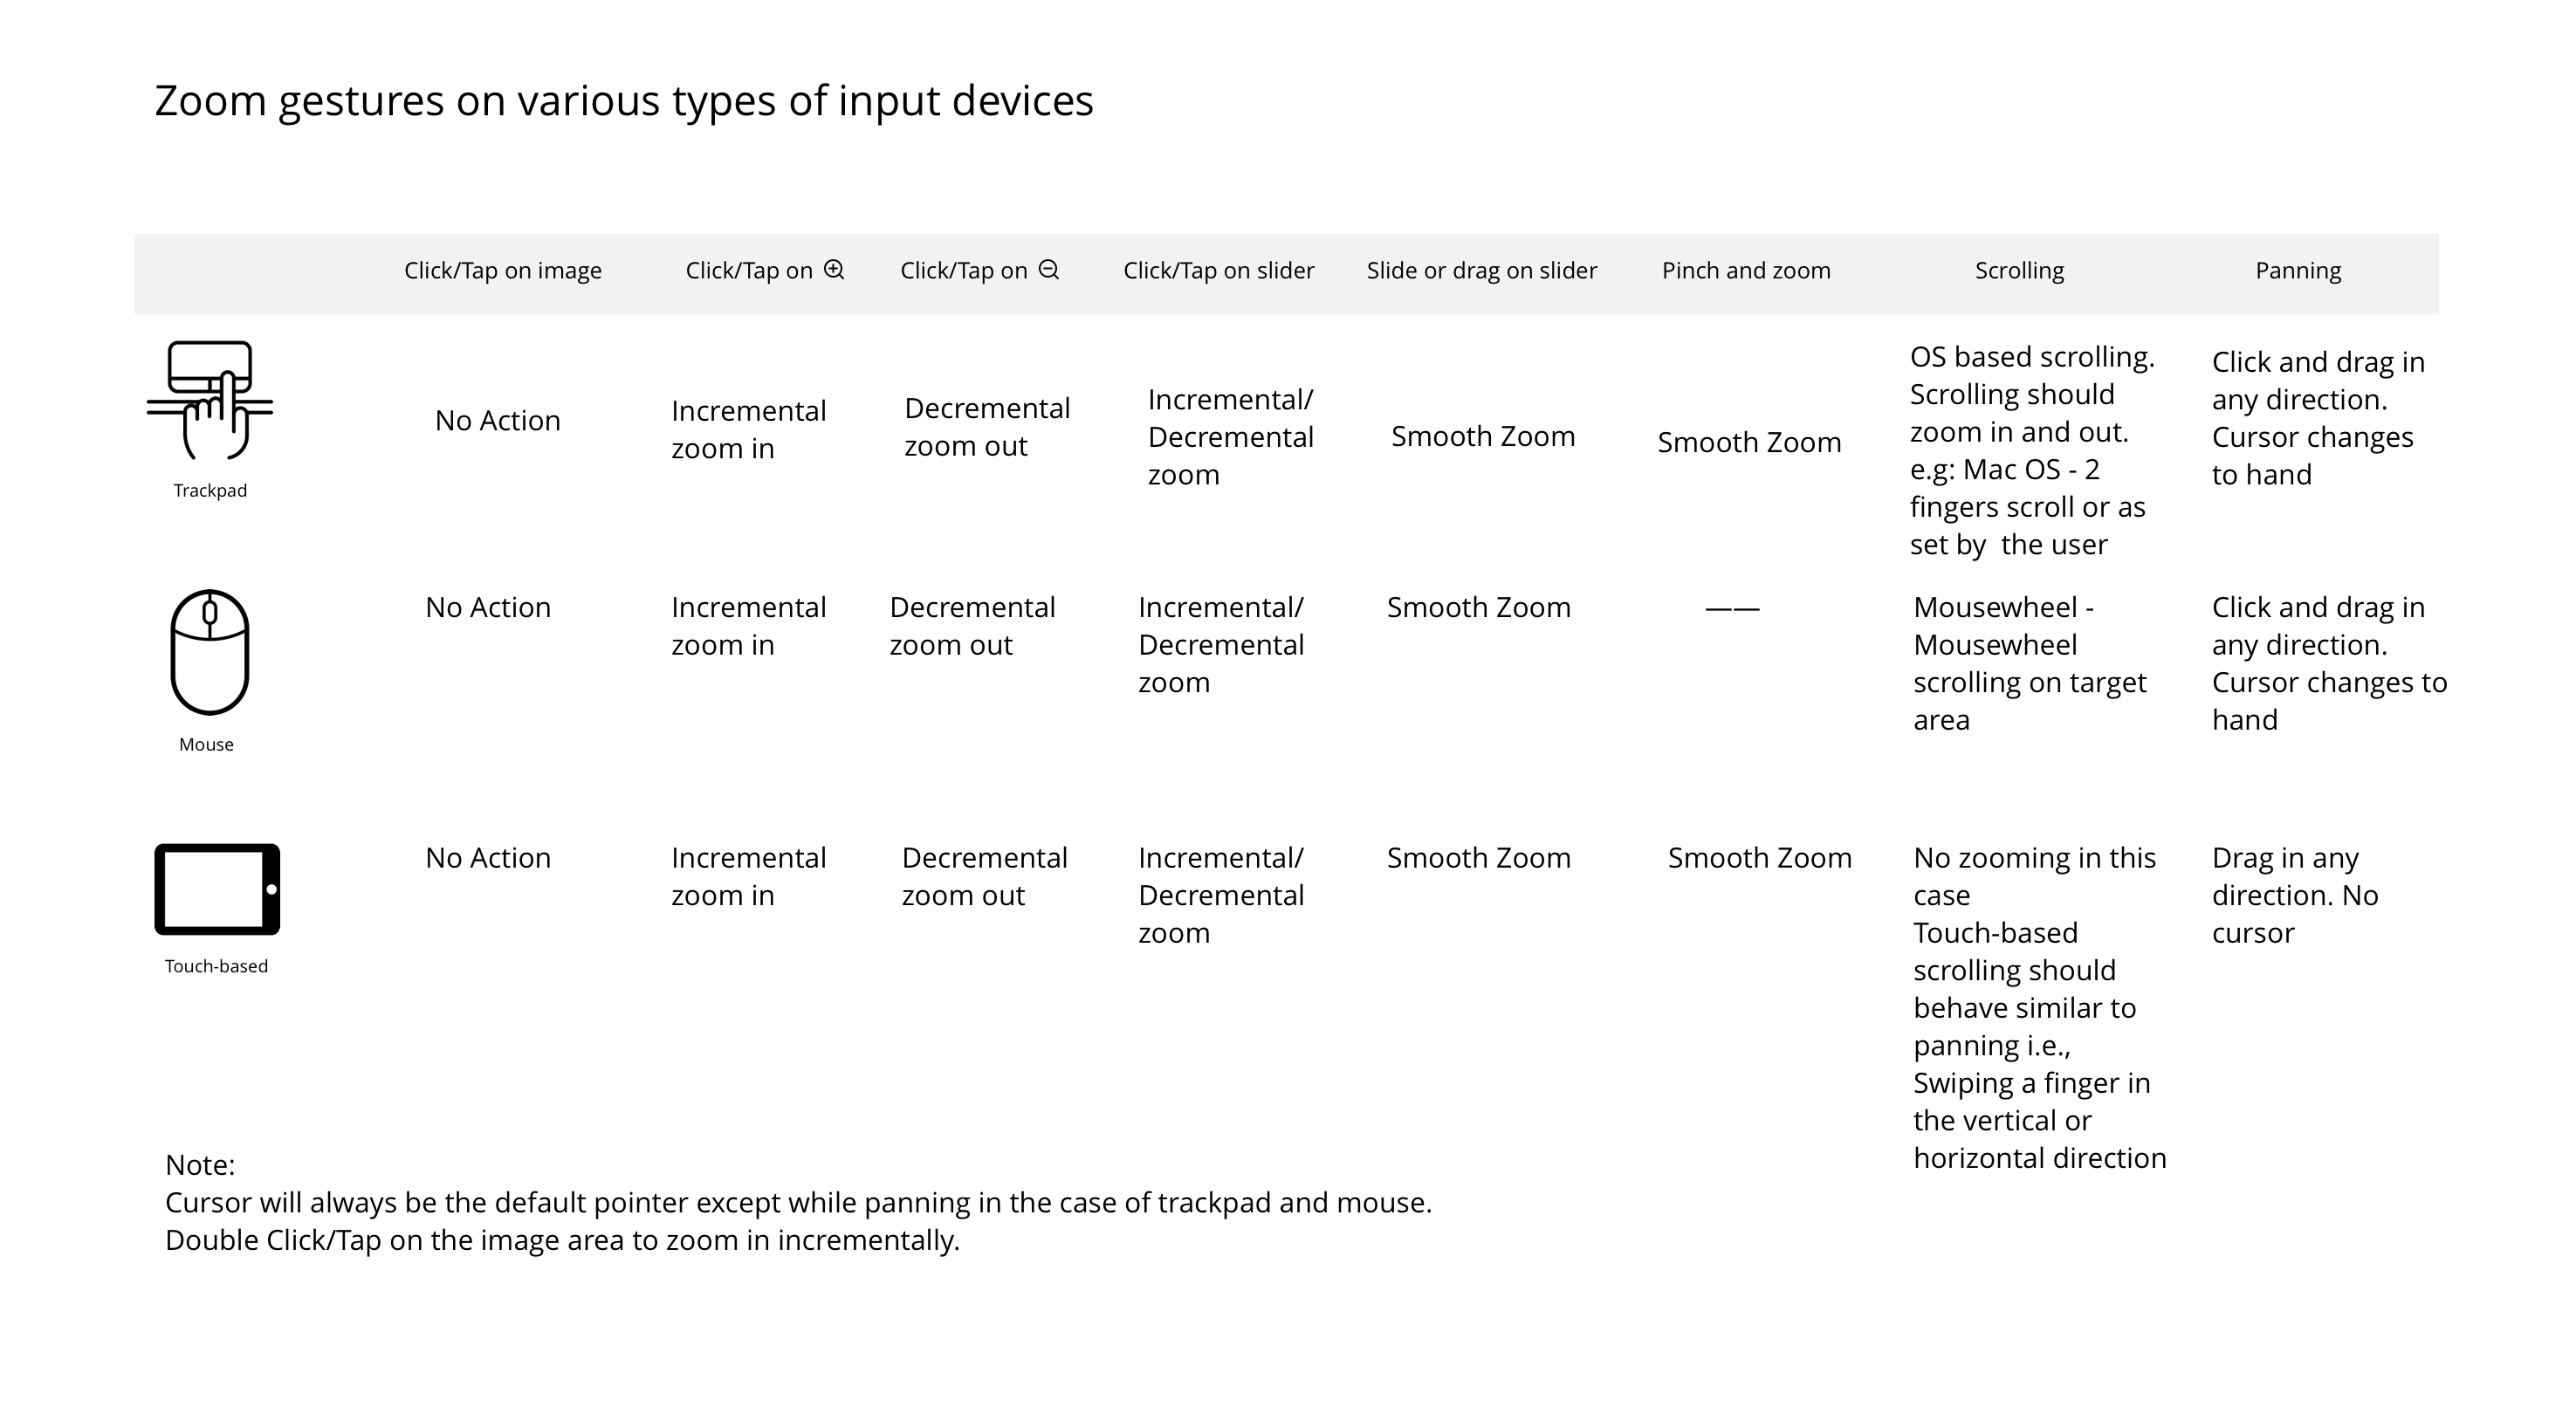 Zoom gestures on various types of input devices
Click/Tap on image
Click/Tap on
Click/Tap on
Click/Tap on slider
Slide or drag on slider
Pinch and zoom
Scrolling
Panning
Trackpad
No Action
Incremental
zoom in
Decremental
zoom out
Incremental/
Decremental
zoom
Smooth Zoom
Smooth Zoom
OS based scrolling.
Scrolling should
zoom in and out.
e.g: Mac OS - 2
fingers scroll or as
set by  the user
Click and drag in
any direction.
Cursor changes
to hand
Mouse
No Action
Incremental
zoom in
Decremental
zoom out
Incremental/
Decremental
zoom
Smooth Zoom
——
Mousewheel -
Mousewheel
scrolling on target
area
Click and drag in
any direction.
Cursor changes to
hand
Touch-based
No Action
Incremental
zoom in
Decremental
zoom out
Incremental/
Decremental
zoom
Smooth Zoom
Smooth Zoom
No zooming in this
case
Touch-based
scrolling should
behave similar to
panning i.e.,
Swiping a finger in
the vertical or
horizontal direction
Drag in any
direction. No
cursor
Note:
Cursor will always be the default pointer except while panning in the case of trackpad and mouse.
Double Click/Tap on the image area to zoom in incrementally.